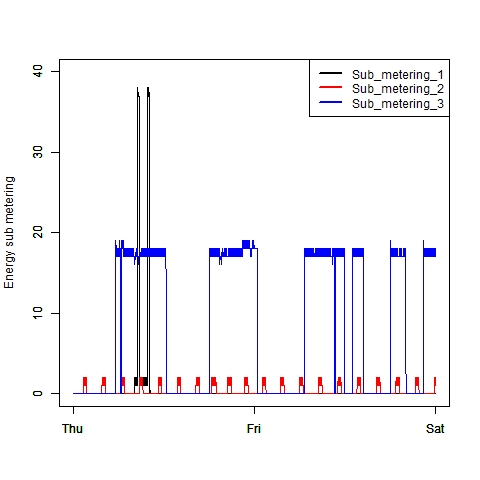 40
30
20
10
0
Energy sub metering
Sub_metering_1
Sub_metering_2
Sub_metering_3
Thu Fri Sat